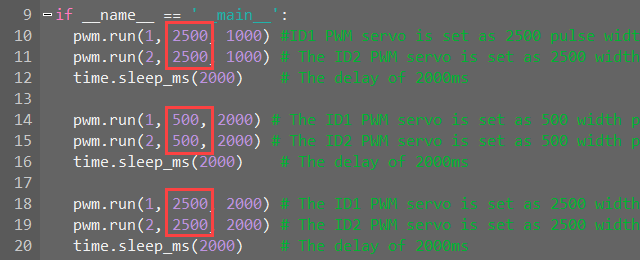 9 if __name__ == '__main__':
10 pwm.run(1, 2500, 1000) #ID1 PWM servo is set as 2500 pulse widt
11 pwm.run(2, 2500, 1000) # The ID2 PWM servo is set as 2500 width
12 time.sleep_ms(2000) # The delay of 2000ms
13
14 pwm.run(1, 500, 2000) # The ID1 PWM servo is set as 500 width p
15 pwm.run(2, 500, 2000) # The ID2 PWM servo is set as 500 width p
16 time.sleep_ms(2000) # The delay of 2000ms
17
18 pwm.run(1, 2500, 2000) # The ID1 PWM servo is set as 2500 width
19 pwm.run(2, 2500, 2000) # The ID2 PWM servo is set as 2500 width
20 time.sleep_ms(2000) # The delay of 2000ms